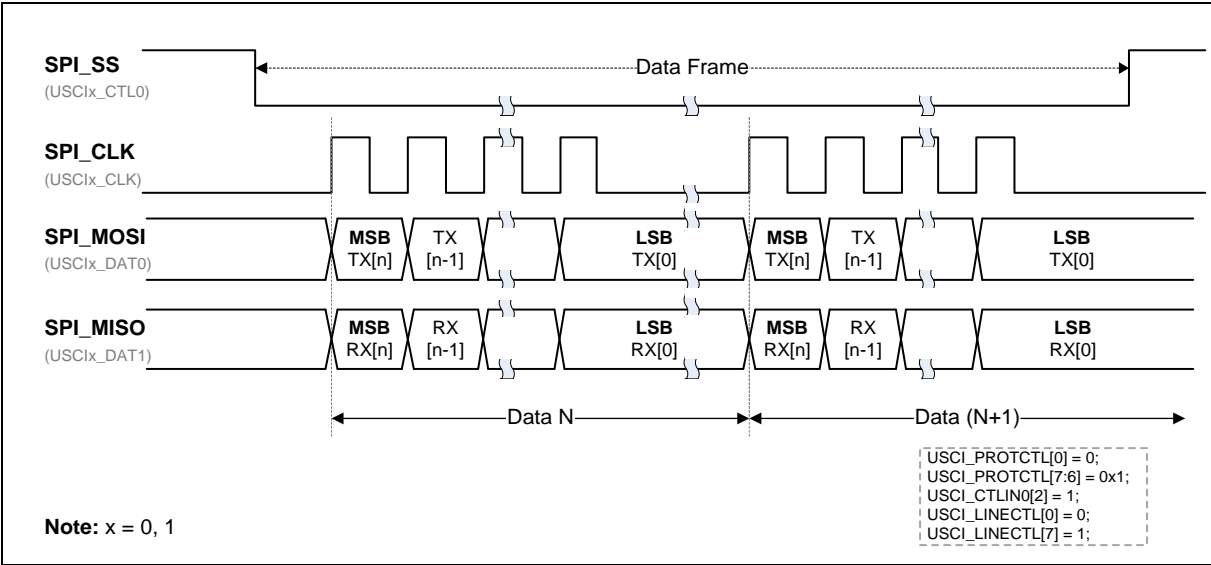 SPI_SS
(USCIx_CTL0)
Data Frame
SPI_CLK
(USCIx_CLK)
SPI_MOSI
(USCIx_DAT0)
MSB
TX[n]
TX
[n-1]
LSB
TX[0]
MSB
TX[n]
TX
[n-1]
LSB
TX[0]
SPI_MISO
(USCIx_DAT1)
MSB
RX[n]
RX
[n-1]
LSB
RX[0]
MSB
RX[n]
RX
[n-1]
LSB
RX[0]
Data N
Data (N+1)
USCI_PROTCTL[0] = 0;
USCI_PROTCTL[7:6] = 0x1;
USCI_CTLIN0[2] = 1;
USCI_LINECTL[0] = 0;
USCI_LINECTL[7] = 1;
Note: x = 0, 1